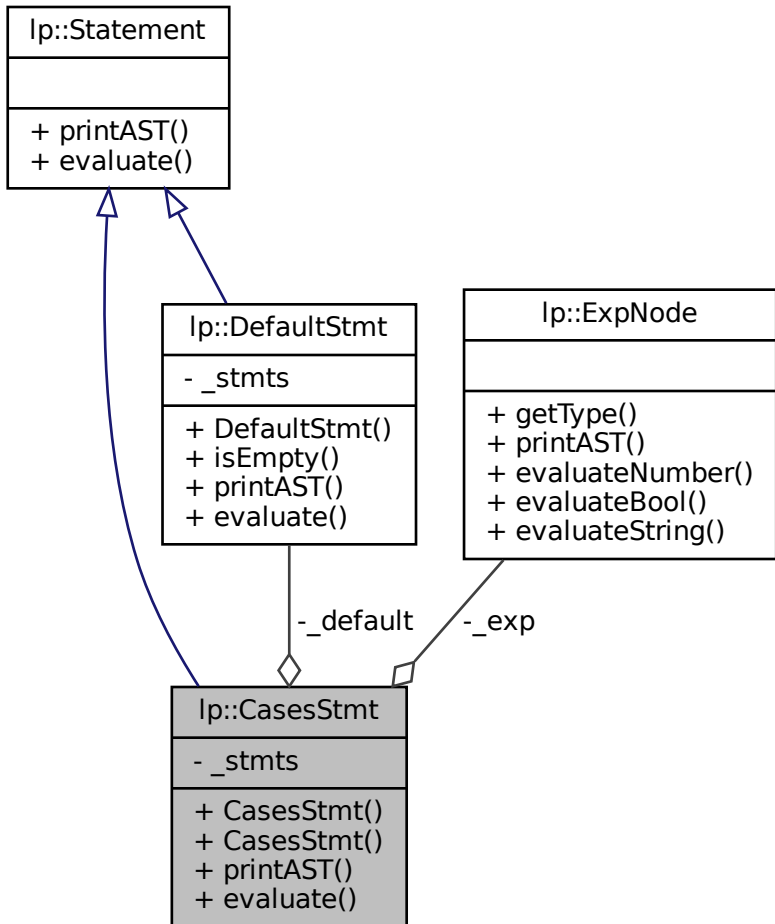 lp::Statement
+ printAST()
+ evaluate()
lp::DefaultStmt
- _stmts
+ DefaultStmt()
+ isEmpty()
+ printAST()
+ evaluate()
lp::ExpNode
+ getType()
+ printAST()
+ evaluateNumber()
+ evaluateBool()
+ evaluateString()
-_default
-_exp
lp::CasesStmt
- _stmts
+ CasesStmt()
+ CasesStmt()
+ printAST()
+ evaluate()